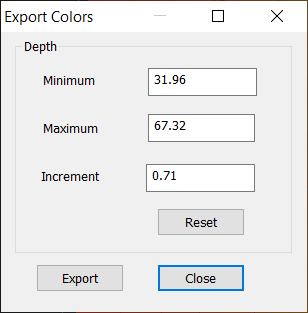 Export Colors
Depth
Minimum 31.96
Maximum 67.32
Increment 0.71
Reset
Export Close